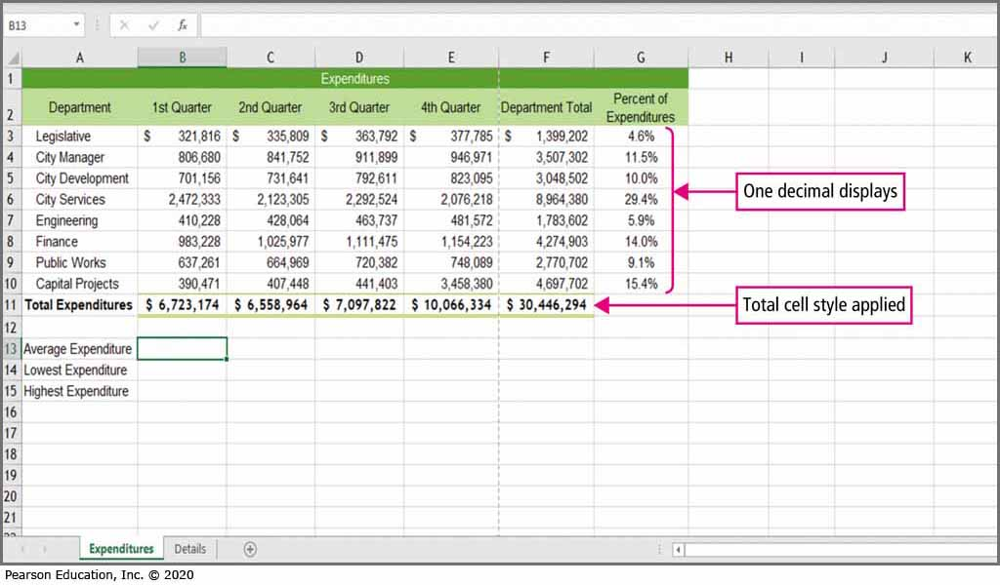 B13 fx
A B C D E F G H I J K
1 Expenditures
2 Department 1st Quarter 2nd Quarter 3rd Quarter 4th Quarter Department Total Percent of Expenditures
3 Legislative $ 321,816 $ 335,809 $ 363,792 $ 377,785 $ 1,399,202 4.6%
4 City Manager 806,680 841,752 911,899 946,971 3,507,302 11.5%
5 City Development 701,156 731,641 792,611 823,095 3,048,502 10.0%
One decimal displays
6 City Services 2,472,333 2,123,305 2,292,524 2,076,218 8,964,380 29.4%
7 Engineering 410,228 428,064 463,737 481,572 1,783,602 5.9%
8 Finance 983,228 1,025,977 1,111,475 1,154,223 4,274,903 14.0%
9 Public Works 637,261 664,969 720,382 748,089 2,770,702 9.1%
10 Capital Projects 390,471 407,448 441,403 3,458,380 4,697,702 15.4%
11 Total Expenditures $ 6,723,174 $ 6,558,964 $ 7,097,822 $ 10,066,334 $ 30,446,294 Total cell style applied
12
13 Average Expenditure
14 Lowest Expenditure
15 Highest Expenditure
16
17
18
19
20
21
Expenditures Details
Pearson Education, Inc. © 2020